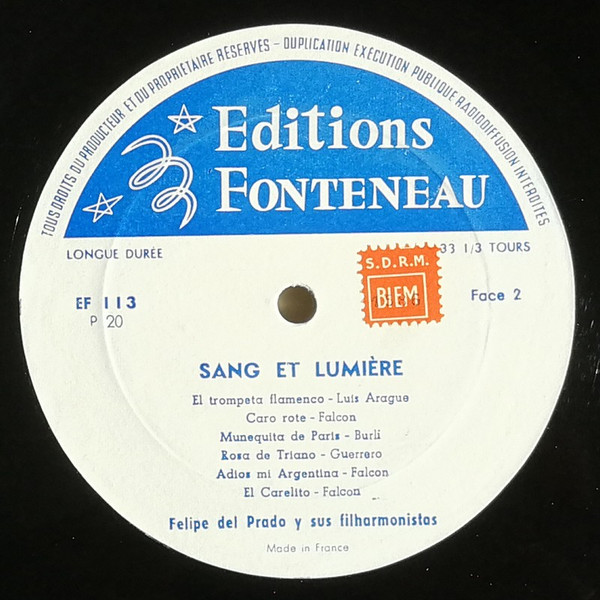 TOUS DROITS DU PRODUCTEUR ET DU PROPRIÉTAIRE RÉSERVÉS - DUPLICATION EXÉCUTION PUBLIQUE RADIODIFFUSION INTERDITES
Editions
FONTENEAU
LONGUE DURÉE
33 1/3 TOURS
S.D.R.M.
BIEM
EF 113
P 20
Face 2
SANG ET LUMIÈRE
El trompeta flamenco - Luis Arague
Caro rote - Falcon
Munequita de Paris - Burli
Rosa de Triano - Guerrero
Adios mi Argentina - Falcon
El Carelito - Falcon
Felipe del Prado y sus filharmonistas
Made in France